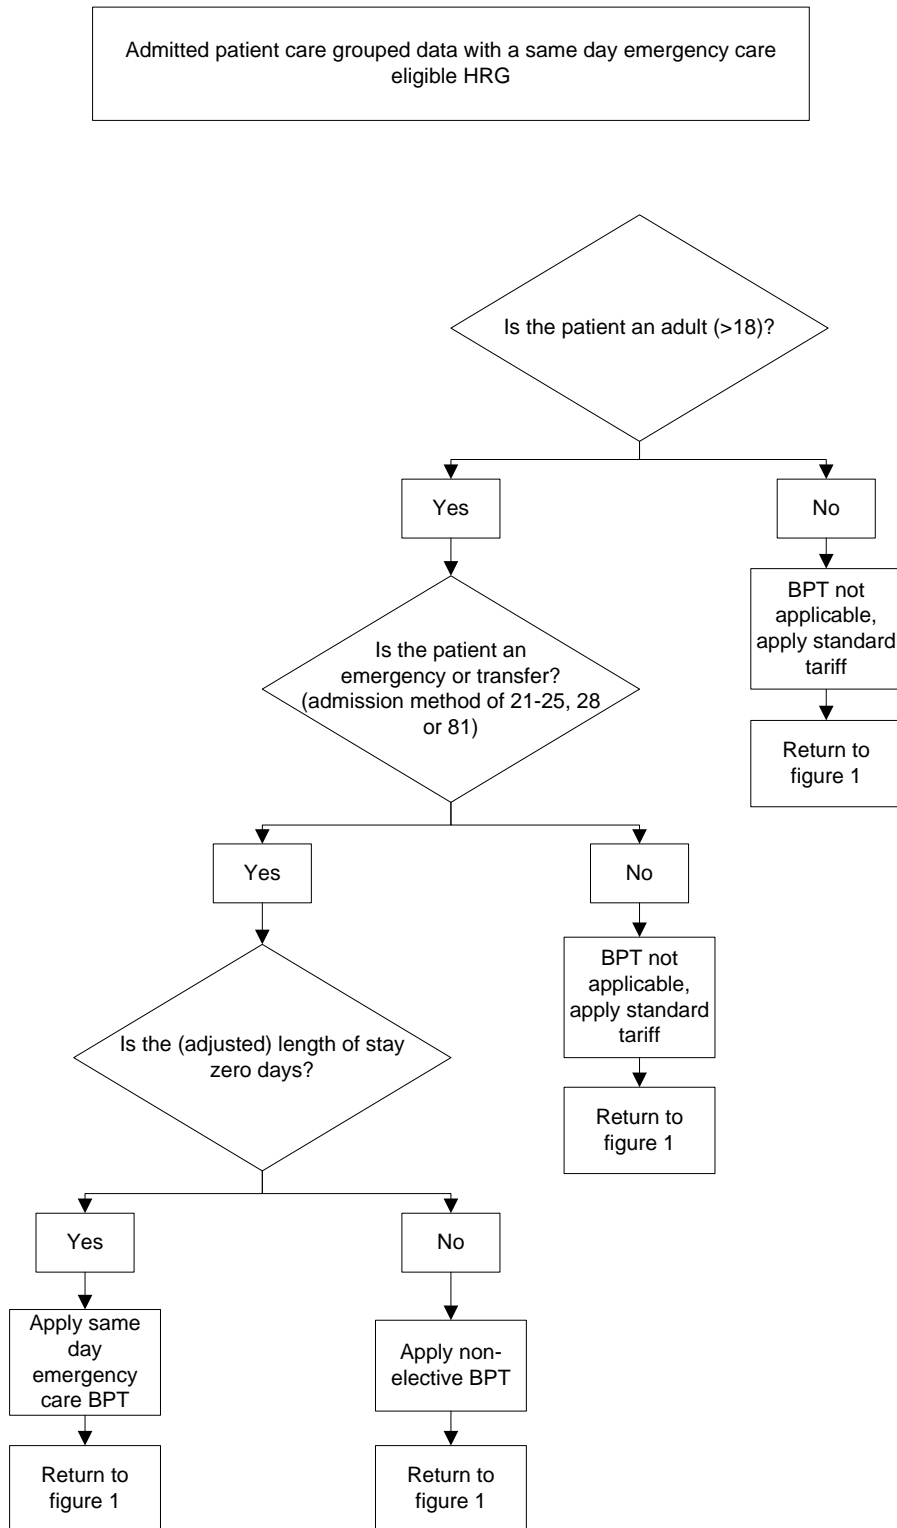 Admitted patient care grouped data with a same day emergency care
eligible HRG
Is the patient an adult (>18)?
Yes
No
Is the patient an
emergency or transfer?
(admission method of 21-25, 28
or 81)
BPT not
applicable,
apply standard
tariff
Return to
figure 1
Yes
No
Is the (adjusted) length of stay
zero days?
BPT not
applicable,
apply standard
tariff
Return to
figure 1
Yes
No
Apply same
day
emergency
care BPT
Apply non-
elective BPT
Return to
figure 1
Return to
figure 1